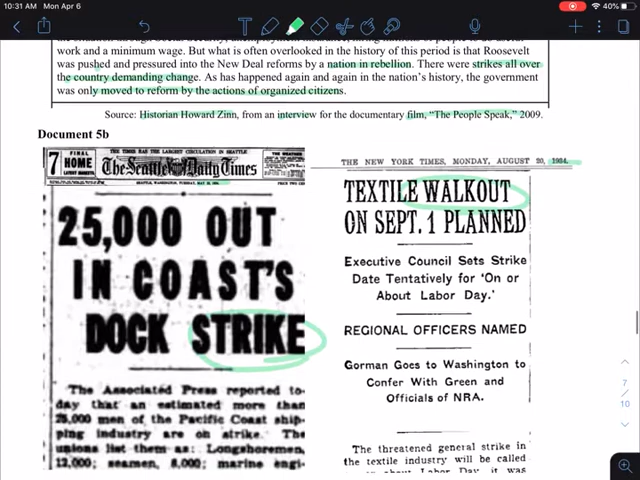 10:31 AM Mon Apr 6
40%
work and a minimum wage. But what is often overlooked in the history of this period is that Roosevelt
was pushed and pressured into the New Deal reforms by a nation in rebellion. There were strikes all over
the country demanding change. As has happened again and again in the nation's history, the government
was only moved to reform by the actions of organized citizens.
Source: Historian Howard Zinn, from an interview for the documentary film, "The People Speak," 2009.
Document 5b
7 FINAL HOME
The Seattle Daily Times
25,000 OUT
IN COAST'S
DOCK STRIKE
The Associated Press reported to-
day that an estimated more than
25,000 men of the Pacific Coast ship-
ping industry are on strike. The
unions list them as: Longshoremen,
12,000; seamen, 8,000; marine engi-
THE NEW YORK TIMES, MONDAY, AUGUST 20, 1934.
TEXTILE WALKOUT
ON SEPT. 1 PLANNED
Executive Council Sets Strike
Date Tentatively for 'On or
About Labor Day.'
REGIONAL OFFICERS NAMED
Gorman Goes to Washington to
Confer With Green and
Officials of NRA.
The threatened general strike in
the textile industry will be called
7
10